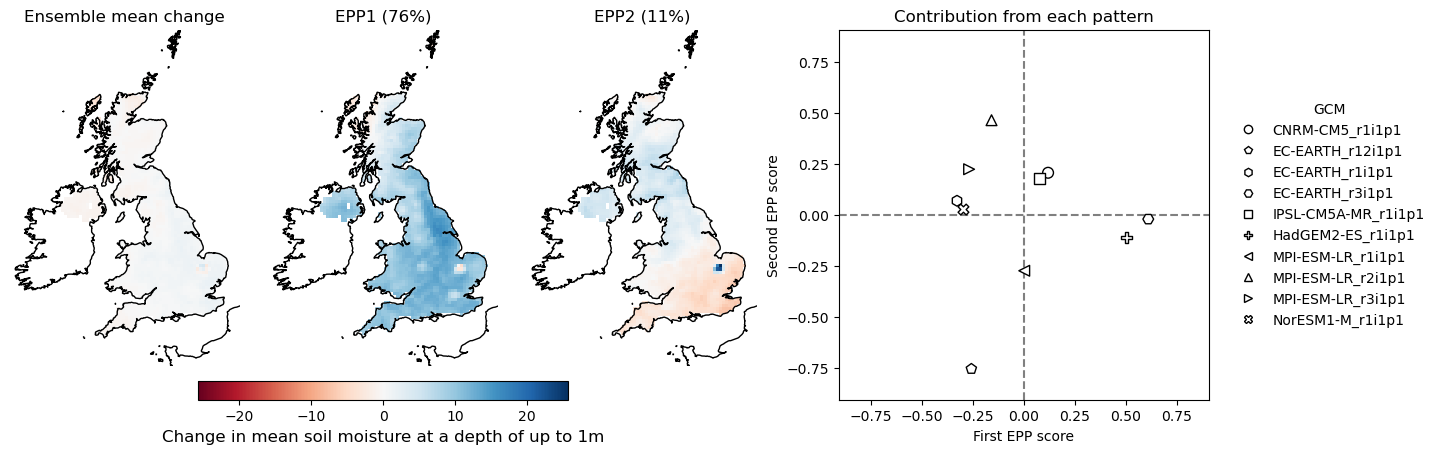 Ensemble mean change
EPP1 (76%)
EPP2 (11%)
−20 −10 0 10 20
Change in mean soil moisture at a depth of up to 1m
Contribution from each pattern
0.75
0.50
0.25
0.00
−0.25
−0.50
−0.75
Second EPP score
−0.75 −0.50 −0.25 0.00 0.25 0.50 0.75
First EPP score
GCM
CNRM-CM5_r1i1p1
EC-EARTH_r12i1p1
EC-EARTH_r1i1p1
EC-EARTH_r3i1p1
IPSL-CM5A-MR_r1i1p1
HadGEM2-ES_r1i1p1
MPI-ESM-LR_r1i1p1
MPI-ESM-LR_r2i1p1
MPI-ESM-LR_r3i1p1
NorESM1-M_r1i1p1